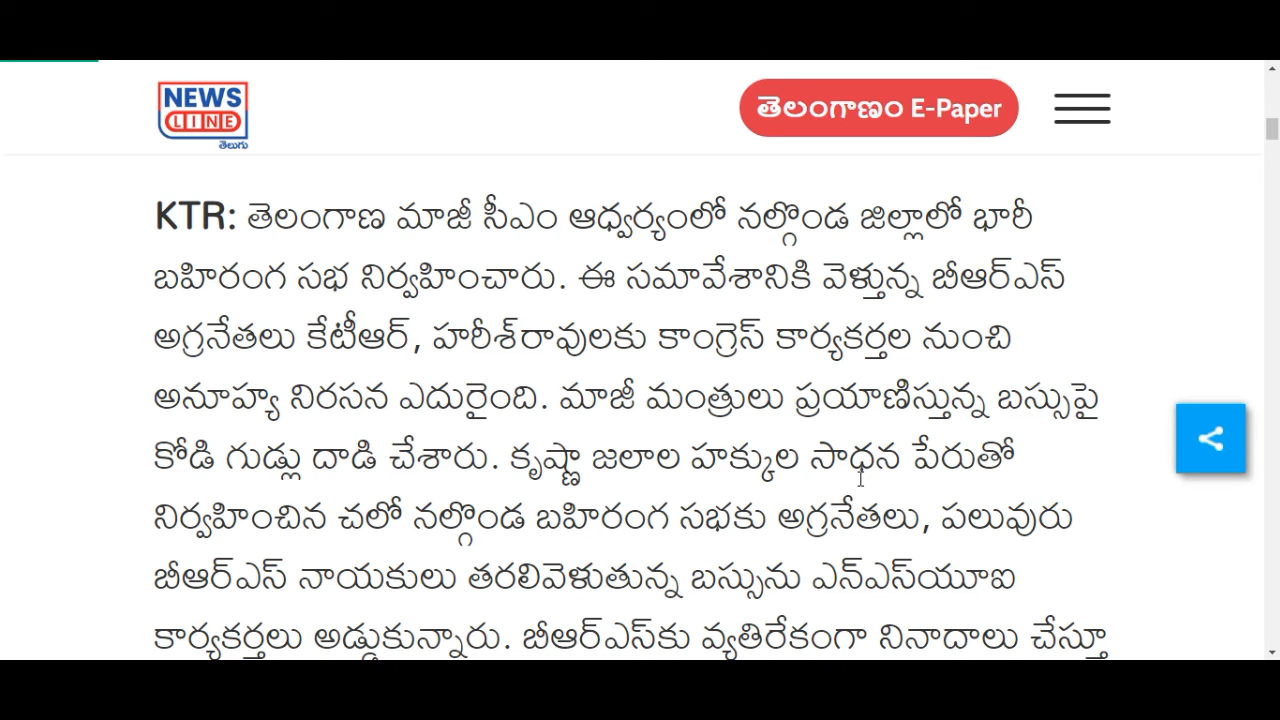 NEWS
LINE
తెలుగు
తెలంగాణం E-Paper
KTR: తెలంగాణ మాజీ సీఎం ఆధ్వర్యంలో నల్గొండ జిల్లాలో భారీ
బహిరంగ సభ నిర్వహించారు. ఈ సమావేశానికి వెళ్తున్న బీఆర్ఎస్
అగ్రనేతలు కేటీఆర్, హరీశ్‌రావులకు కాంగ్రెస్ కార్యకర్తల నుంచి
అనూహ్య నిరసన ఎదురైంది. మాజీ మంత్రులు ప్రయాణిస్తున్న బస్సుపై
కోడి గుడ్లు దాడి చేశారు. కృష్ణా జలాల హక్కుల సాధన పేరుతో
నిర్వహించిన చలో నల్గొండ బహిరంగ సభకు అగ్రనేతలు, పలువురు
బీఆర్ఎస్ నాయకులు తరలివెళుతున్న బస్సును ఎన్ఎస్‌యూఐ
కార్యకర్తలు అడ్డుకున్నారు. బీఆర్ఎస్‌కు వ్యతిరేకంగా నినాదాలు చేస్తూ